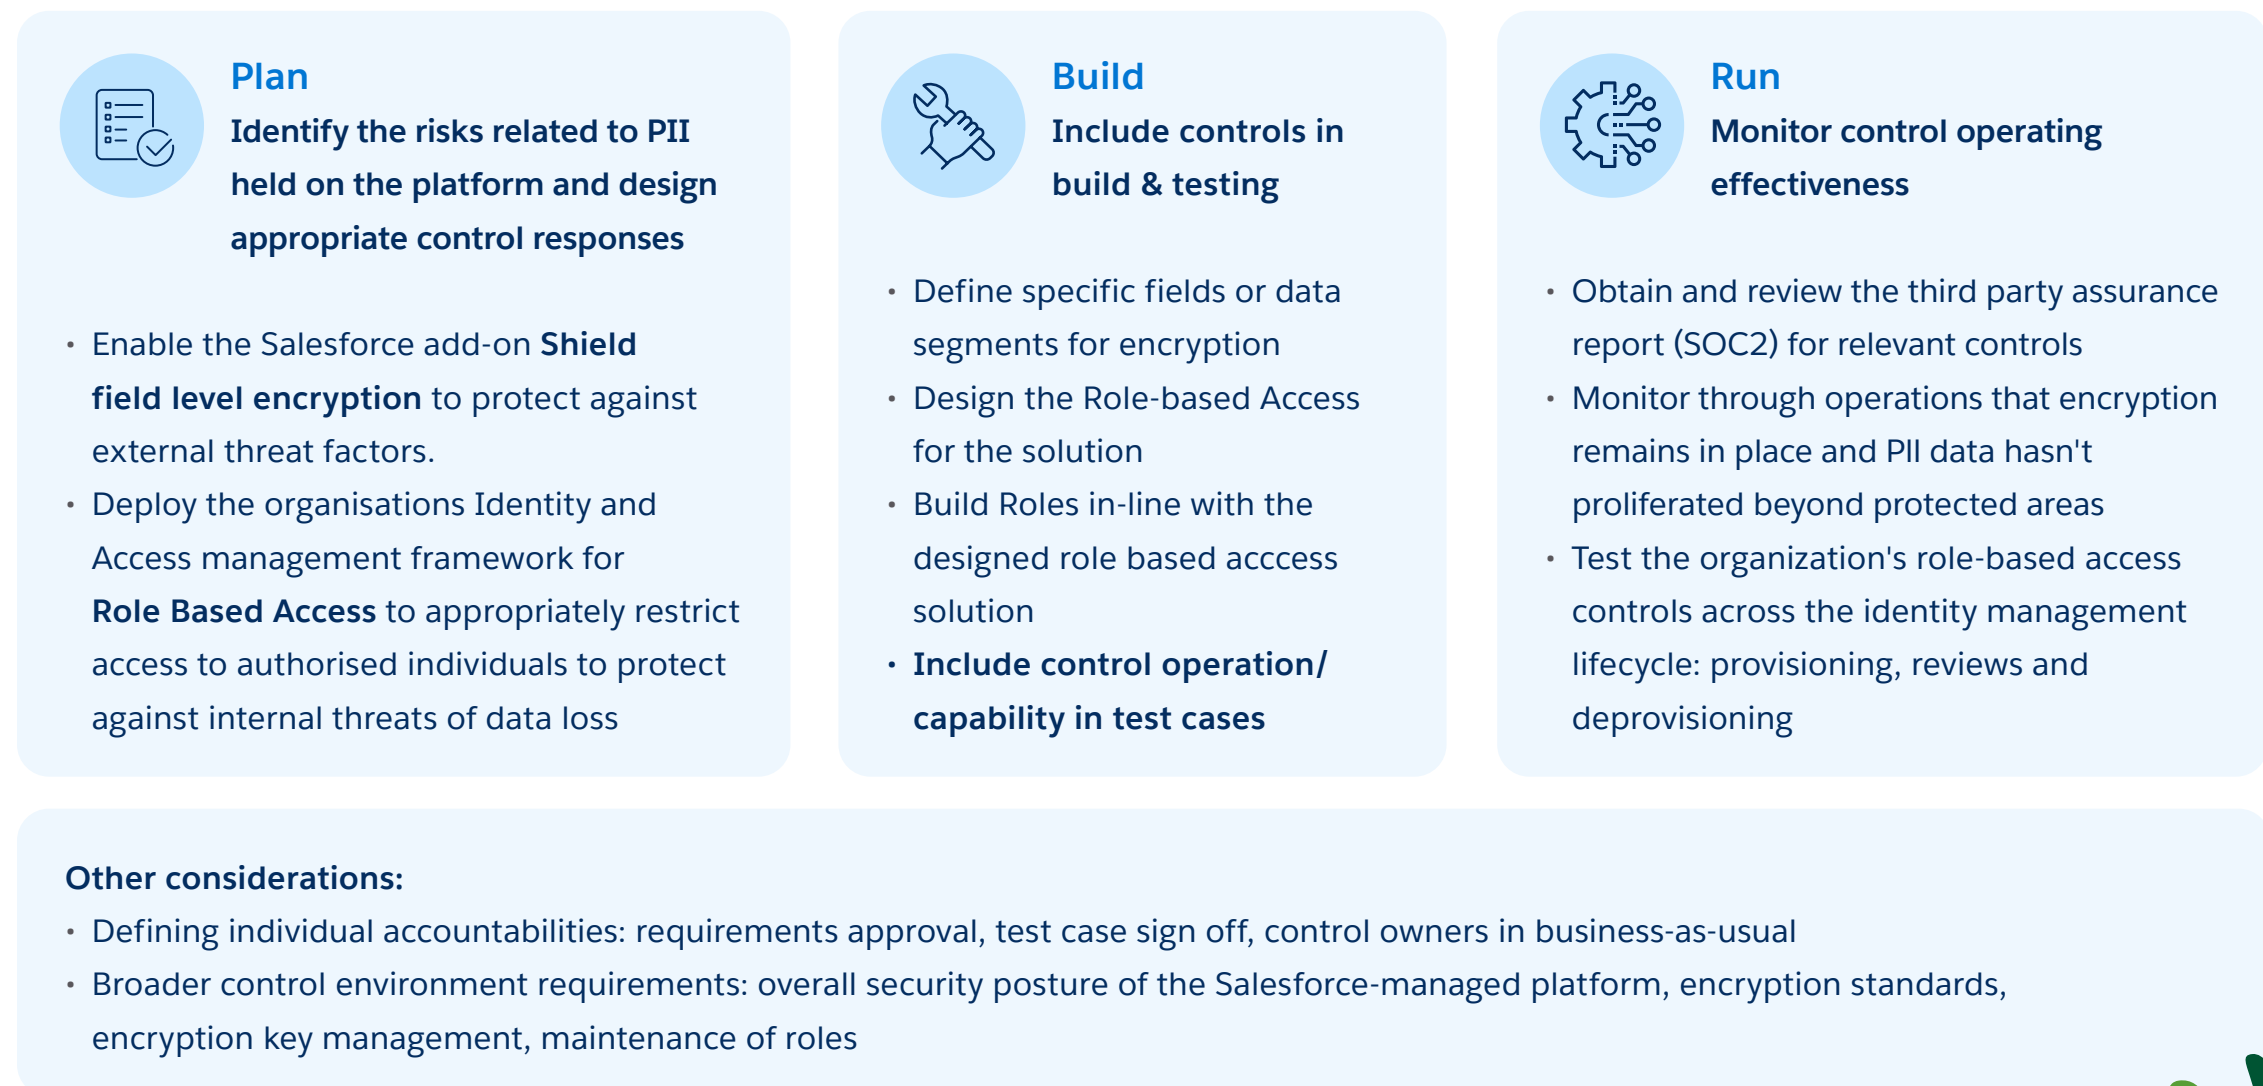 Plan
Identify the risks related to PII
held on the platform and design
appropriate control responses
• Enable the Salesforce add-on Shield
field level encryption to protect against
external threat factors.
• Deploy the organisations Identity and
Access management framework for
Role Based Access to appropriately restrict
access to authorised individuals to protect
against internal threats of data loss
Build
Include controls in
build & testing
• Define specific fields or data
segments for encryption
• Design the Role-based Access
for the solution
• Build Roles in-line with the
designed role based acccess
solution
• Include control operation/
capability in test cases
Run
Monitor control operating
effectiveness
• Obtain and review the third party assurance
report (SOC2) for relevant controls
• Monitor through operations that encryption
remains in place and PII data hasn't
proliferated beyond protected areas
• Test the organization's role-based access
controls across the identity management
lifecycle: provisioning, reviews and
deprovisioning
Other considerations:
• Defining individual accountabilities: requirements approval, test case sign off, control owners in business-as-usual
• Broader control environment requirements: overall security posture of the Salesforce-managed platform, encryption standards,
encryption key management, maintenance of roles